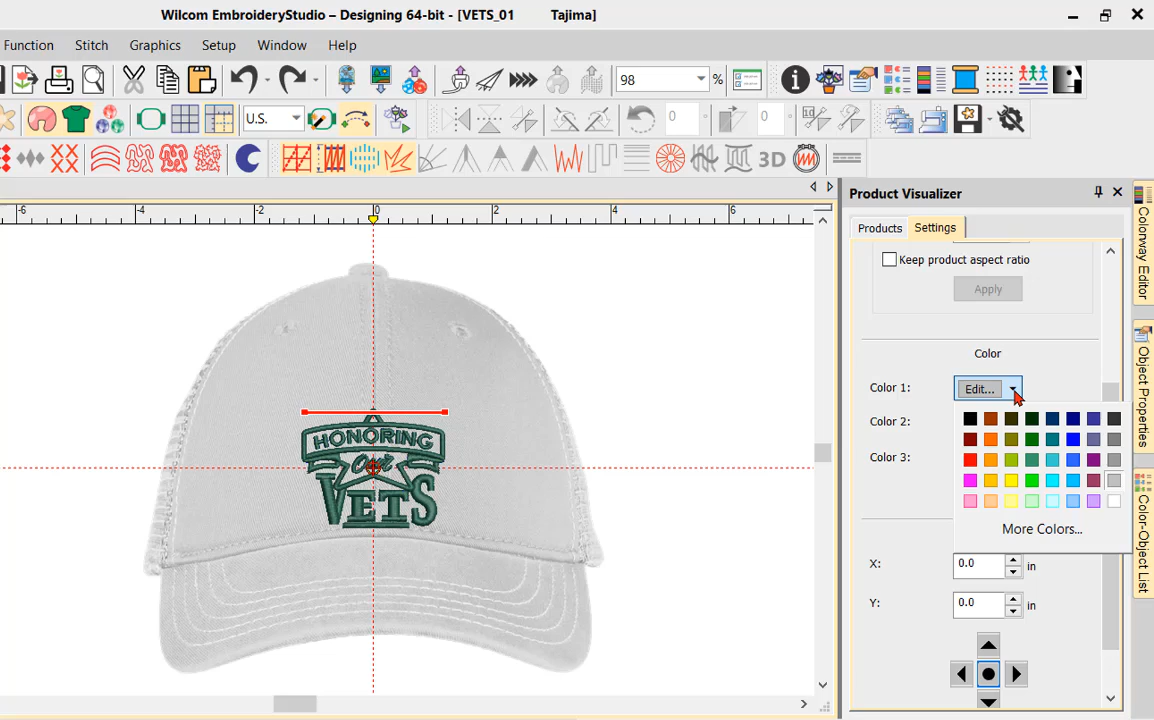 Wilcom EmbroideryStudio – Designing 64-bit - [VETS_01 Tajima]
Function Stitch Graphics Setup Window Help
98 %
U.S. 0 0
3D
Product Visualizer
Products Settings
-6 -4 -2 0 2 4 6
Keep product aspect ratio
Apply
Color
Color 1: Edit...
Color 2:
Color 3:
More Colors...
X: 0.0 in
Y: 0.0 in
HONORING
Our
VETS
Colorway Editor
Object Properties
Color-Object List